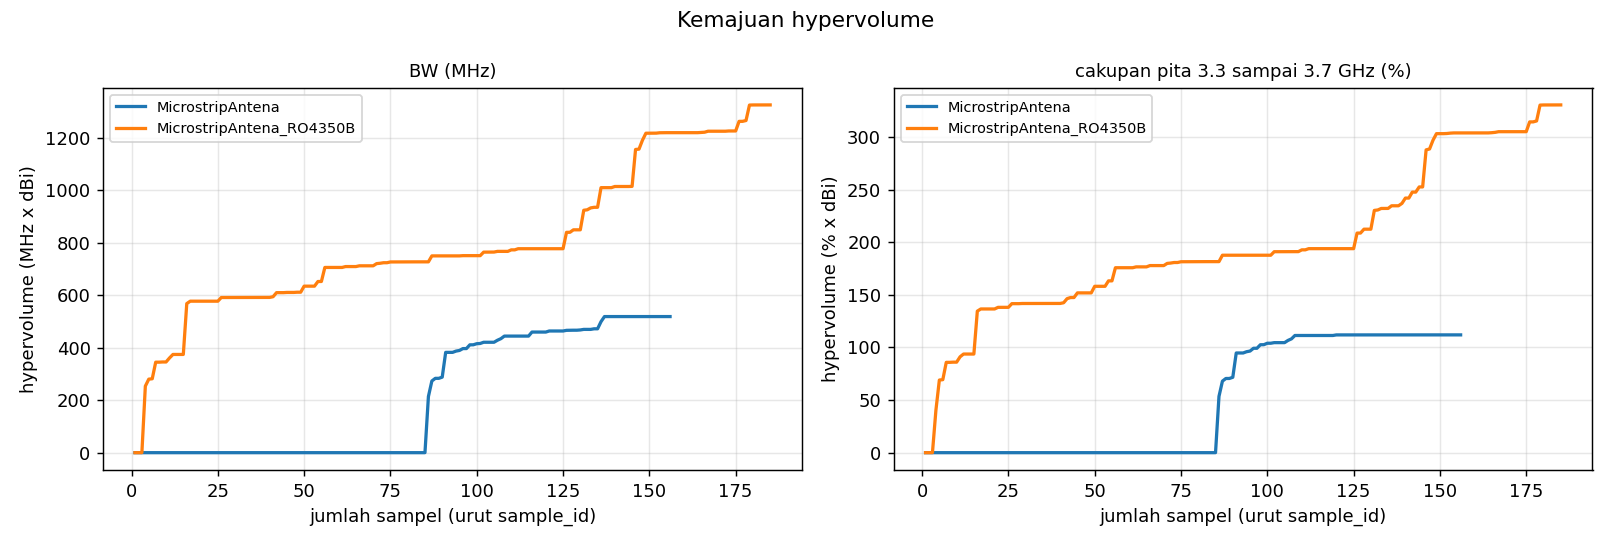 Kemajuan hypervolume
BW (MHz)
MicrostripAntena
MicrostripAntena_RO4350B
hypervolume (MHz x dBi)
1200
1000
800
600
400
200
0
0 25 50 75 100 125 150 175
jumlah sampel (urut sample_id)
cakupan pita 3.3 sampai 3.7 GHz (%)
MicrostripAntena
MicrostripAntena_RO4350B
hypervolume (% x dBi)
300
250
200
150
100
50
0
0 25 50 75 100 125 150 175
jumlah sampel (urut sample_id)